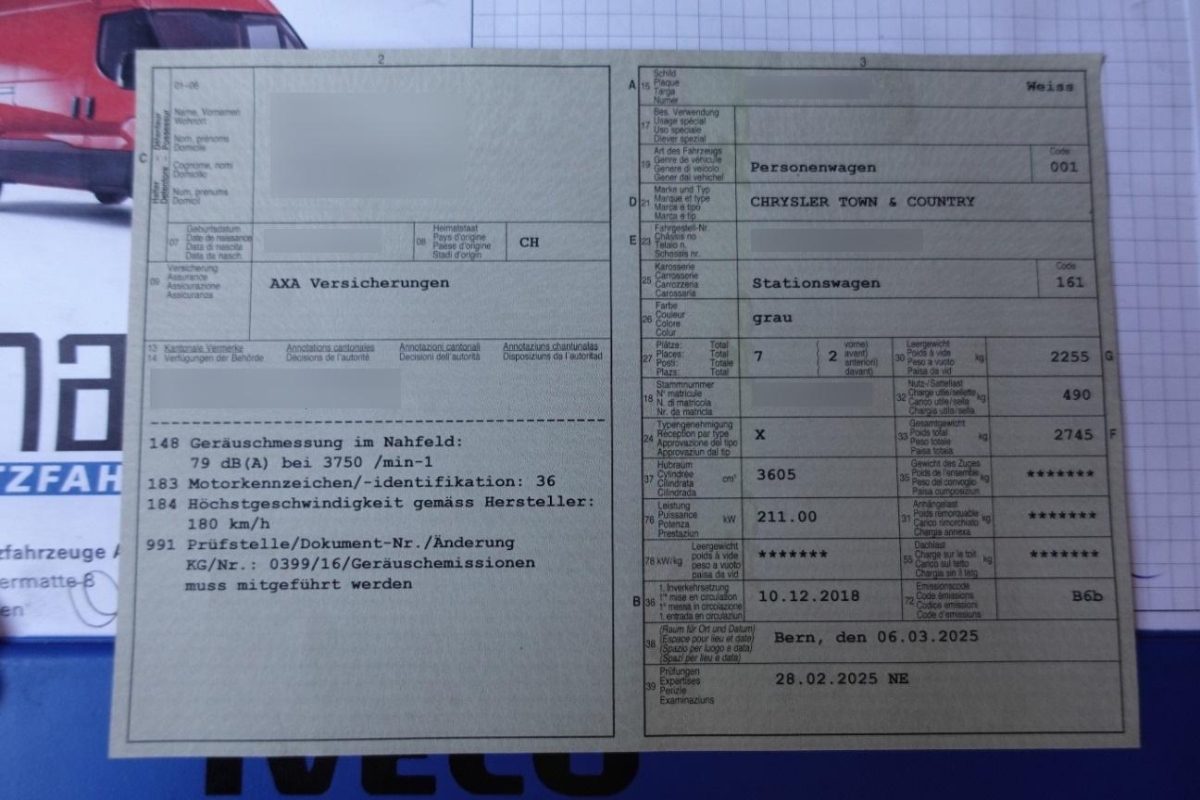 2
01-06
C
Halter - Détenteur
Detentore - Possessur
Name, Vornamen
Wohnort
Nom, prénoms
Domicile
Cognome, nomi
Domicilio
Num, prenums
Domicil
07
Geburtsdatum
Date de naissance
Data di nascita
Data da nasch.
08
Heimatstaat
Pays d'origine
Paese d'origine
Stadi d'origin
CH
09
Versicherung
Assurance
Assicurazione
Assicuranza
AXA Versicherungen
13 Kantonale Vermerke Annotations cantonales Annotazioni cantonali Annotaziuns chantunalas
14 Verfügungen der Behörde Décisions de l'autorité Decisioni dell'autorità Disposiziuns da l'autoritad
148 Geräuschmessung im Nahfeld:
79 dB(A) bei 3750 /min-1
183 Motorkennzeichen/-identifikation: 36
184 Höchstgeschwindigkeit gemäss Hersteller:
180 km/h
991 Prüfstelle/Dokument-Nr./Änderung
KG/Nr.: 0399/16/Geräuschemissionen
muss mitgeführt werden
3
A 15
Schild
Plaque
Targa
Numer
Weiss
17
Bes. Verwendung
Usage spécial
Uso speciale
Diever spezial
19
Art des Fahrzeugs
Genre de véhicule
Genere di veicolo
Gener dal vehichel
Personenwagen
Code
001
D 21
Marke und Typ
Marque et type
Marca e tipo
Marca e tip
CHRYSLER TOWN & COUNTRY
E 23
Fahrgestell-Nr.
Châssis no
Telaio n.
Schassis nr.
25
Karosserie
Carrosserie
Carrozzeria
Carossaria
Stationswagen
Code
161
26
Farbe
Couleur
Colore
Colur
grau
27
Plätze: Total
Places: Total
Posti: Totale
Plazs: Total
7
2
vorne)
avant)
anteriori)
davant)
30
Leergewicht
Poids à vide
Peso a vuoto
Paisa da vid
kg
2255 G
18
Stammnummer
N° matricule
N. di matricola
Nr. da matricla
32
Nutz-/Sattellast
Charge utile/sellette
Carico utile/sella
Chargia utila/sella
kg
490
24
Typengenehmigung
Réception par type
Approvazione del tipo
Approvaziun dal tip
X
33
Gesamtgewicht
Poids total
Peso totale
Paisa totala
kg
2745 F
37
Hubraum
Cylindrée
Cilindrata
Cilindrada
cm³
3605
35
Gewicht des Zuges
Poids de l'ensemble
Peso del convoglio
Paisa cumposiziun
kg
*******
76
Leistung
Puissance
Potenza
Prestaziun
kW
211.00
31
Anhängelast
Poids remorquable
Carico rimorchiato
Chargia annexa
kg
*******
78 kW/kg
Leergewicht
poids à vide
peso a vuoto
paisa da vid
*******
55
Dachlast
Charge sur le toit
Carico sul tetto
Chargia sin il tetg
kg
*******
B 36
1. Inverkehrsetzung
1re mise en circulation
1a messa in circolazione
1. entrada en circulaziun
10.12.2018
72
Emissionscode
Code émissions
Codice emissioni
Code d'emissiuns
B6b
38
(Raum für Ort und Datum)
(Espace pour lieu et date)
(Spazio per luogo e data)
(Spazi per lieu e data)
Bern, den 06.03.2025
39
Prüfungen
Expertises
Perizie
Examinaziuns
28.02.2025 NE
na
TZFAH
zfahrzeuge A
ermatte 8
en
IVECO